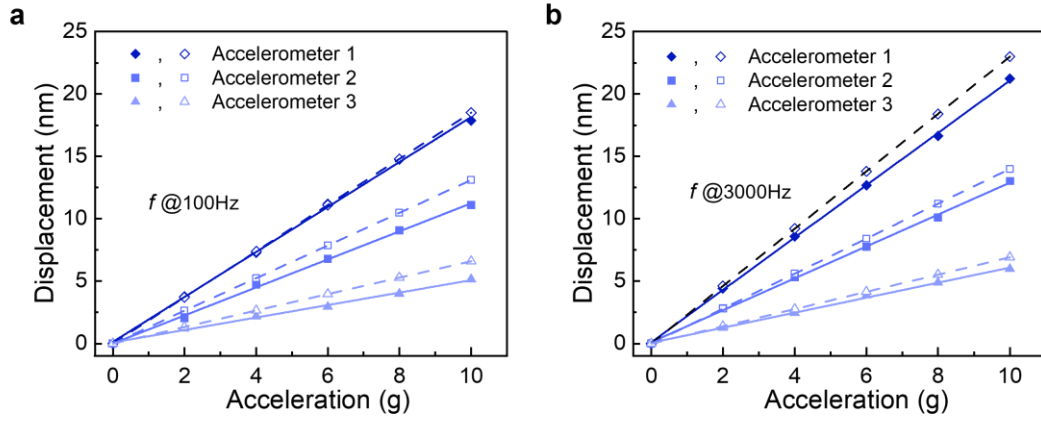 a
25
20
15
10
5
0
Displacement (nm)
, Accelerometer 1
, Accelerometer 2
, Accelerometer 3
f @100Hz
0 2 4 6 8 10
Acceleration (g)
b
25
20
15
10
5
0
Displacement (nm)
, Accelerometer 1
, Accelerometer 2
, Accelerometer 3
f @3000Hz
0 2 4 6 8 10
Acceleration (g)